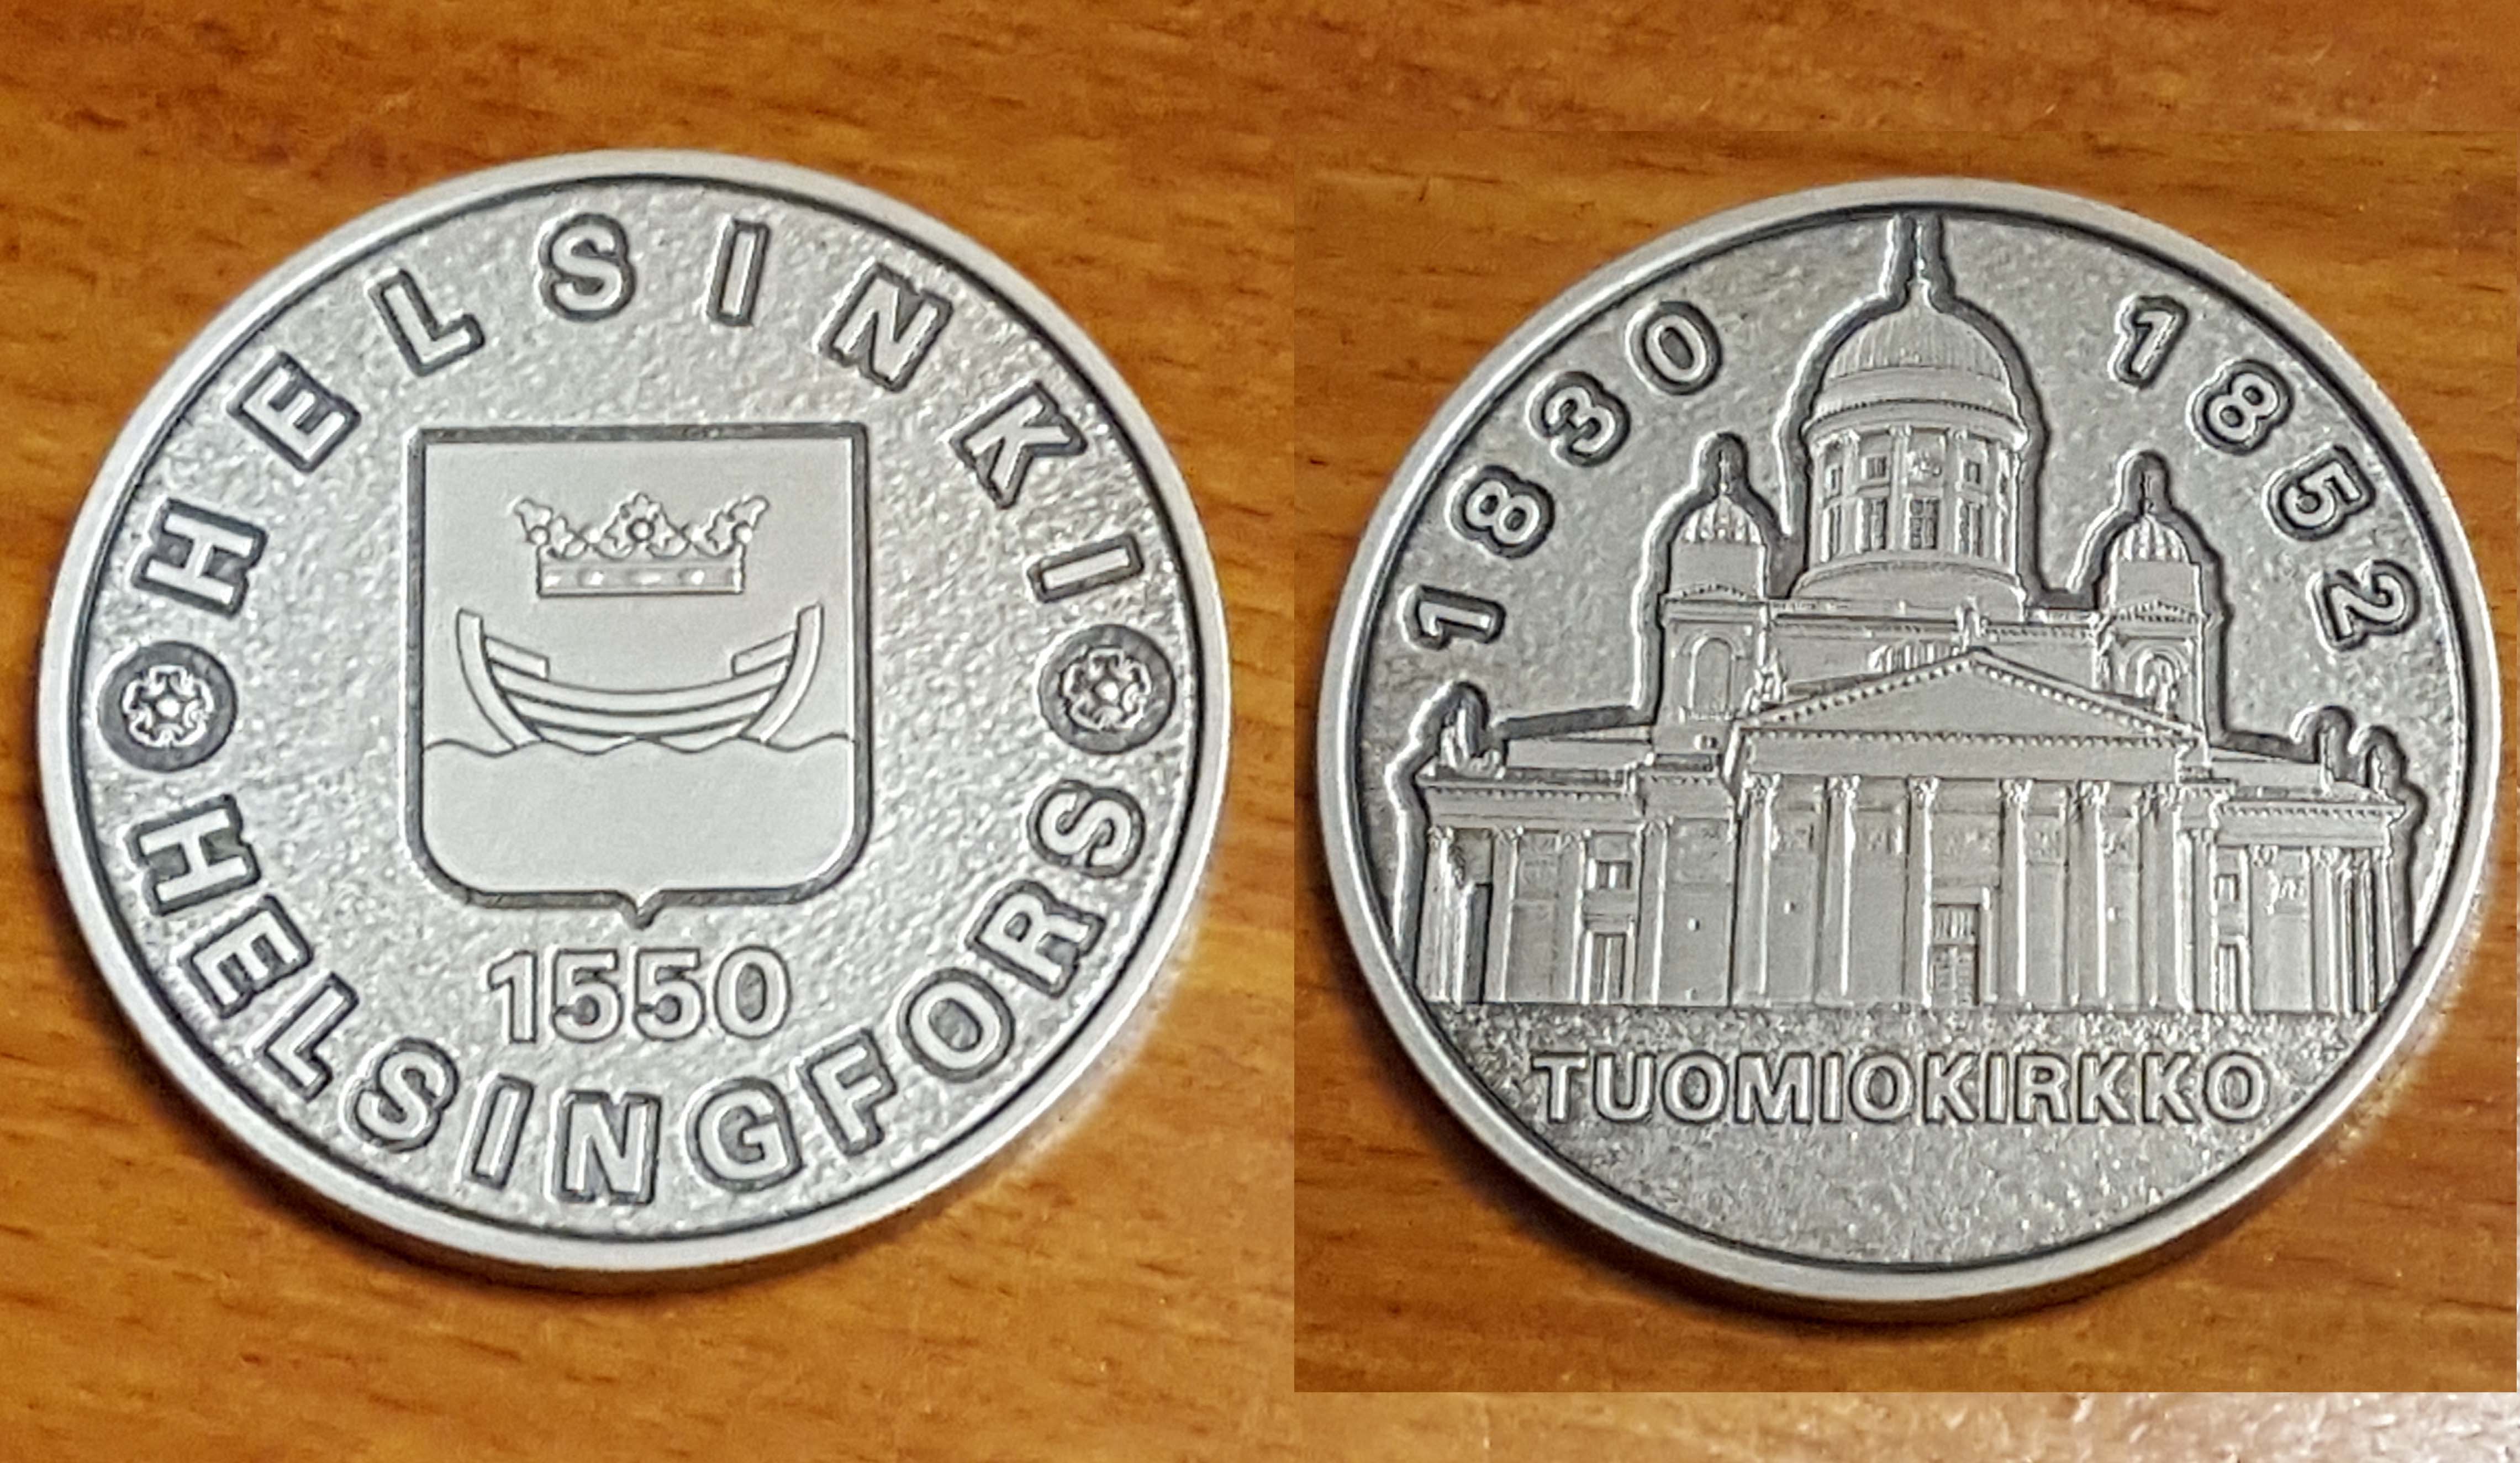 HELSINKI
1550
HELSINGFORS
1830 1852
TUOMIOKIRKKO